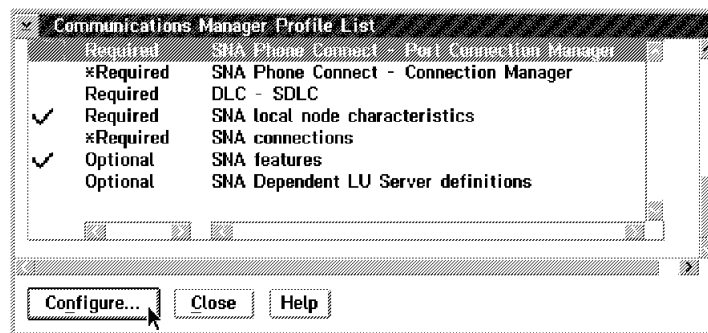 Communications Manager Profile List
Required SNA Phone Connect - Port Connection Manager
*Required SNA Phone Connect - Connection Manager
Required DLC - SDLC
Required SNA local node characteristics
*Required SNA connections
Optional SNA features
Optional SNA Dependent LU Server definitions
Configure... Close Help